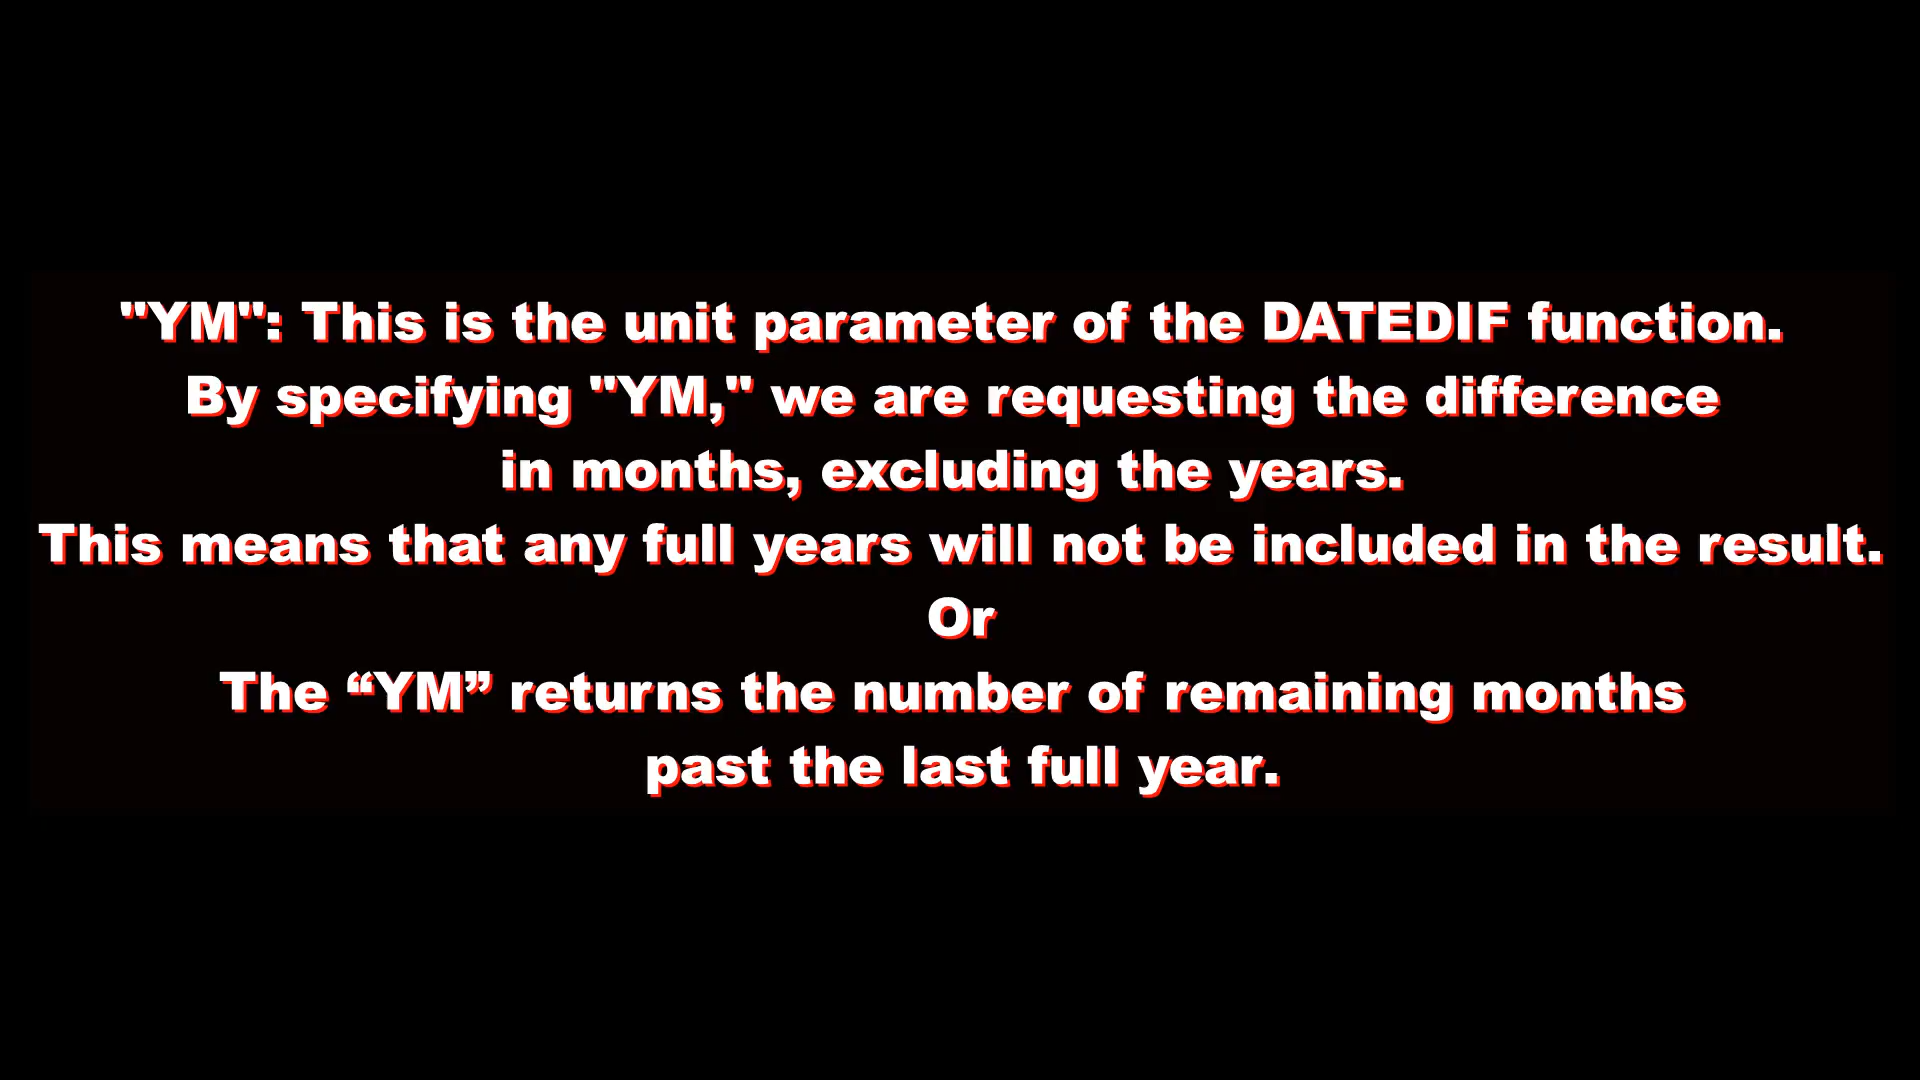 "YM": This is the unit parameter of the DATEDIF function.
By specifying "YM," we are requesting the difference
in months, excluding the years.
This means that any full years will not be included in the result.
Or
The “YM” returns the number of remaining months
past the last full year.